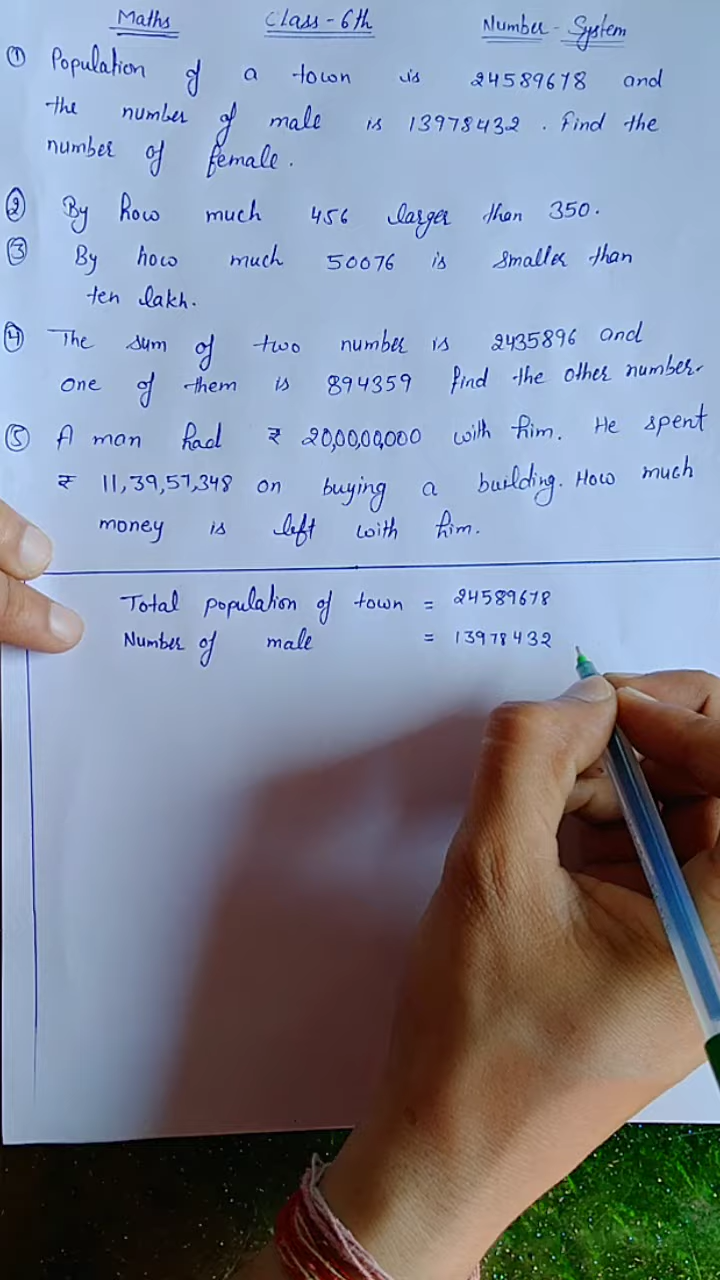 Maths Class-6th Number-System
① Population of a town is 24589678 and
the number of male is 13978432. find the
number of female.
② By how much 456 larger than 350.
③ By how much 50076 is smaller than
ten lakh.
④ The sum of two number is 2435896 and
one of them is 894359 find the other number.
⑤ A man had ₹ 20,00,00,000 with him. He spent
₹ 11,39,57,348 on buying a building. How much
money is left with him.
Total population of town = 24589678
Number of male = 13978432